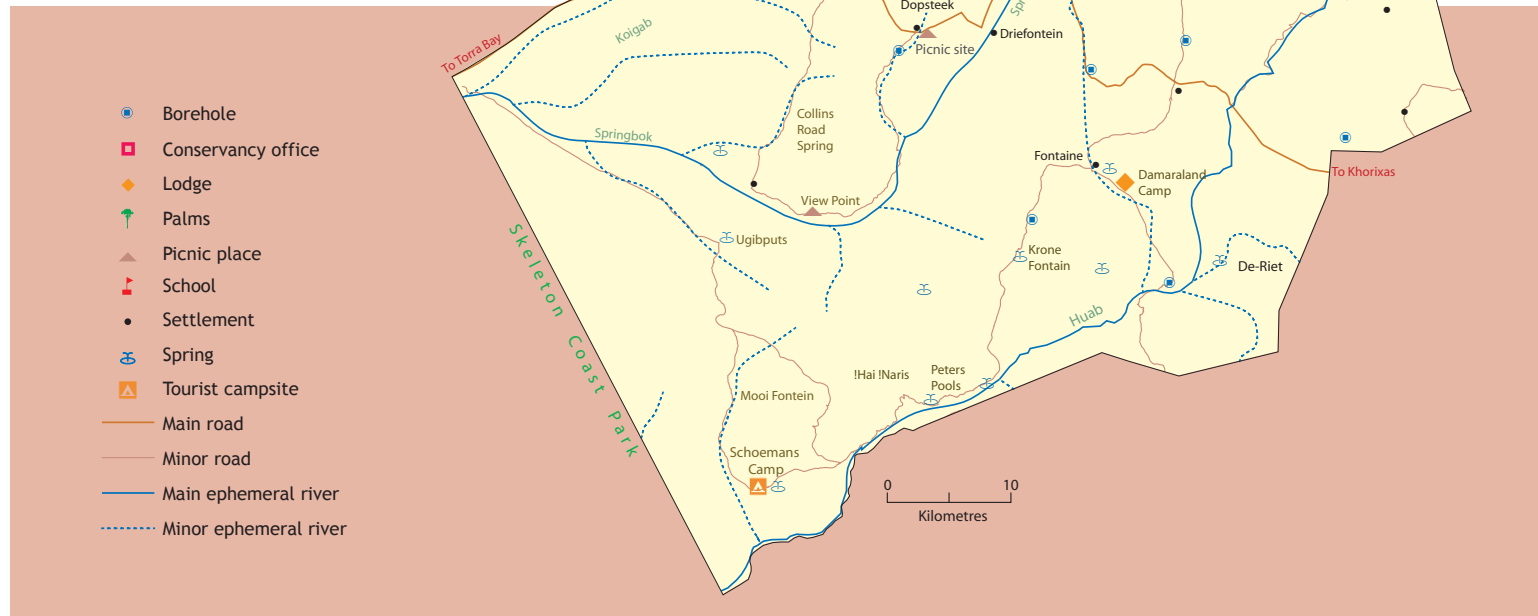 Dopsteek
Spr
Koigab
Driefontein
To Torra Bay
Picnic site
Collins
Road
Spring
Springbok
Fontaine
To Khorixas
Damaraland
Camp
View Point
Ugibputs
Krone
Fontain
De-Riet
Skeleton Coast Park
Huab
!Hai !Naris
Peters
Pools
Mooi Fontein
Schoemans
Camp
0 10
Kilometres
Borehole
Conservancy office
Lodge
Palms
Picnic place
School
Settlement
Spring
Tourist campsite
Main road
Minor road
Main ephemeral river
Minor ephemeral river